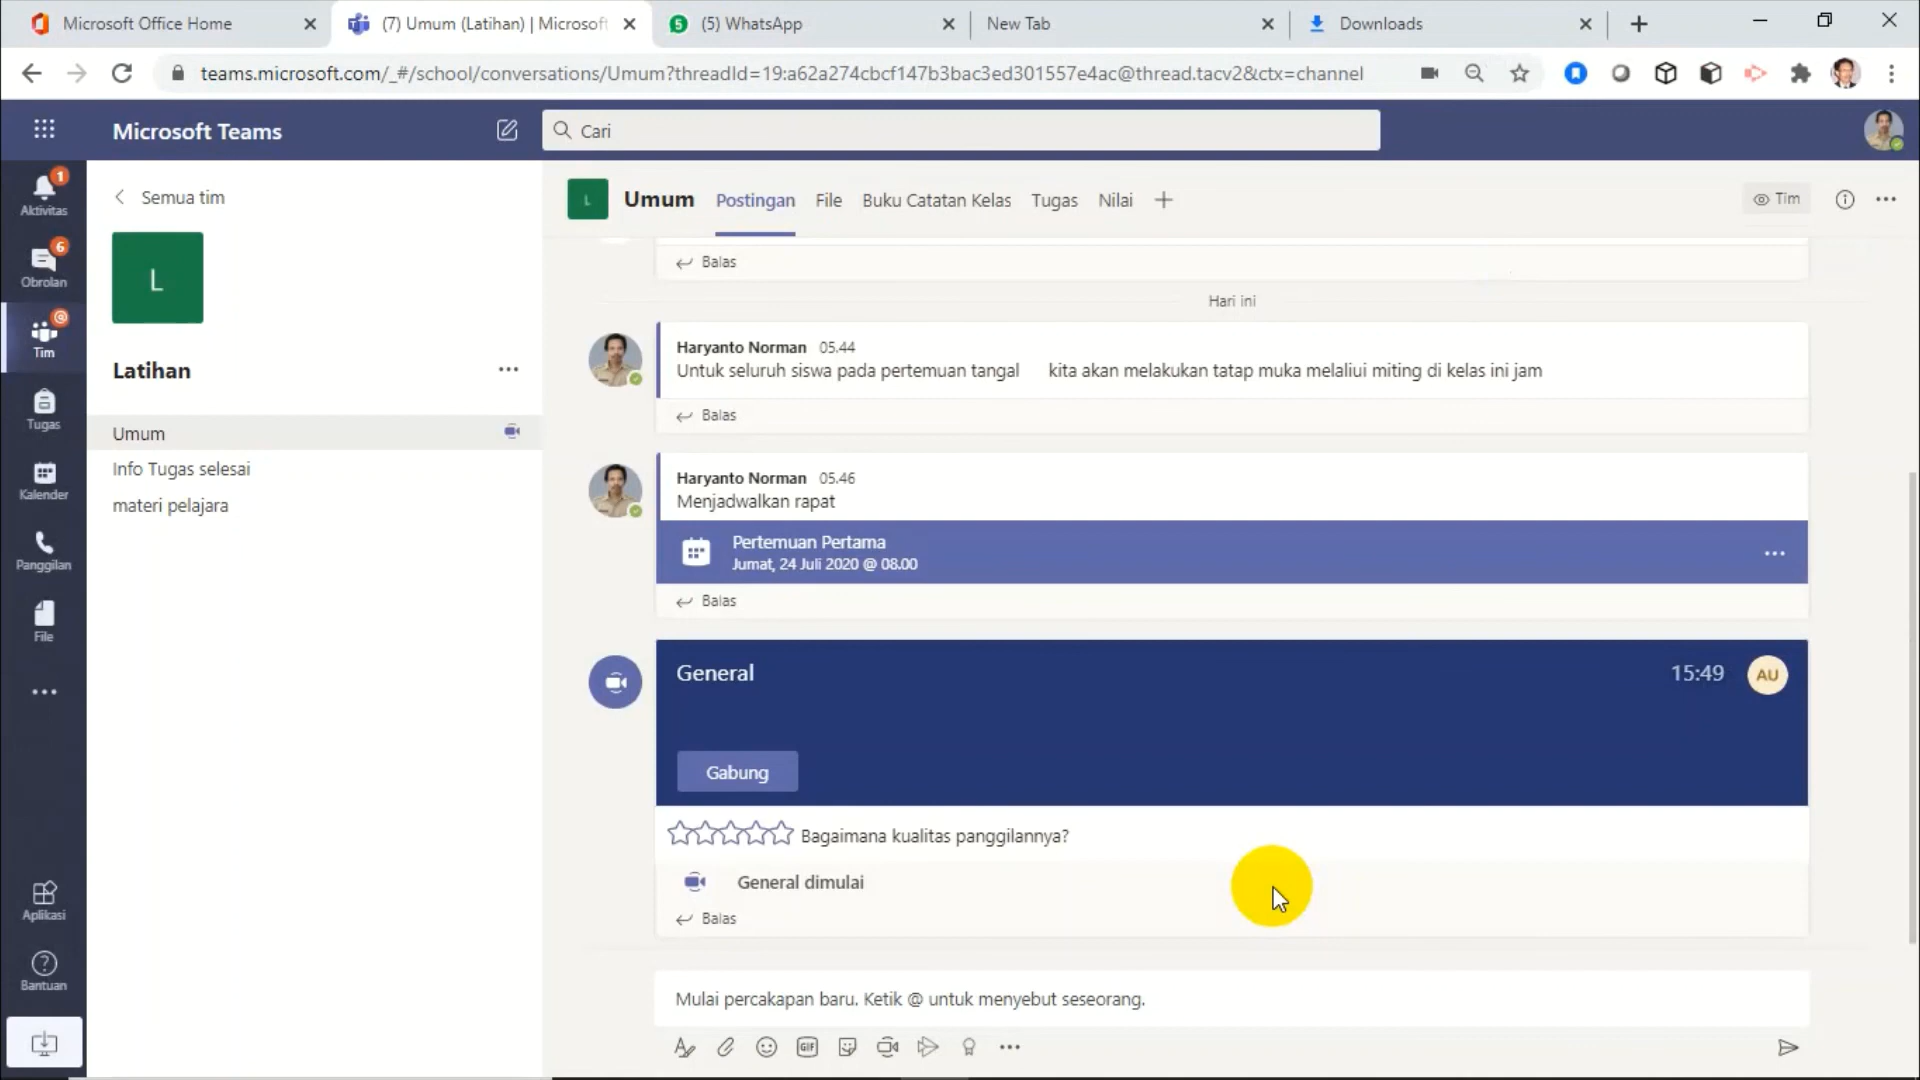 Microsoft Office Home
(7) Umum (Latihan) | Microsoft
5
(5) WhatsApp
New Tab
Downloads
teams.microsoft.com/_#/school/conversations/Umum?threadId=19:a62a274cbcf147b3bac3ed301557e4ac@thread.tacv2&ctx=channel
Microsoft Teams
Cari
1
Aktivitas
6
Obrolan
@
Tim
Tugas
Kalender
Panggilan
File
Aplikasi
Bantuan
Semua tim
L
Latihan
Umum
Info Tugas selesai
materi pelajara
L
Umum
Postingan
File
Buku Catatan Kelas
Tugas
Nilai
Tim
Balas
Hari ini
Haryanto Norman 05.44
Untuk seluruh siswa pada pertemuan tangal kita akan melakukan tatap muka melaliui miting di kelas ini jam
Balas
Haryanto Norman 05.46
Menjadwalkan rapat
Pertemuan Pertama
Jumat, 24 Juli 2020 @ 08.00
Balas
General
15:49
AU
Gabung
Bagaimana kualitas panggilannya?
General dimulai
Balas
Mulai percakapan baru. Ketik @ untuk menyebut seseorang.
GIF